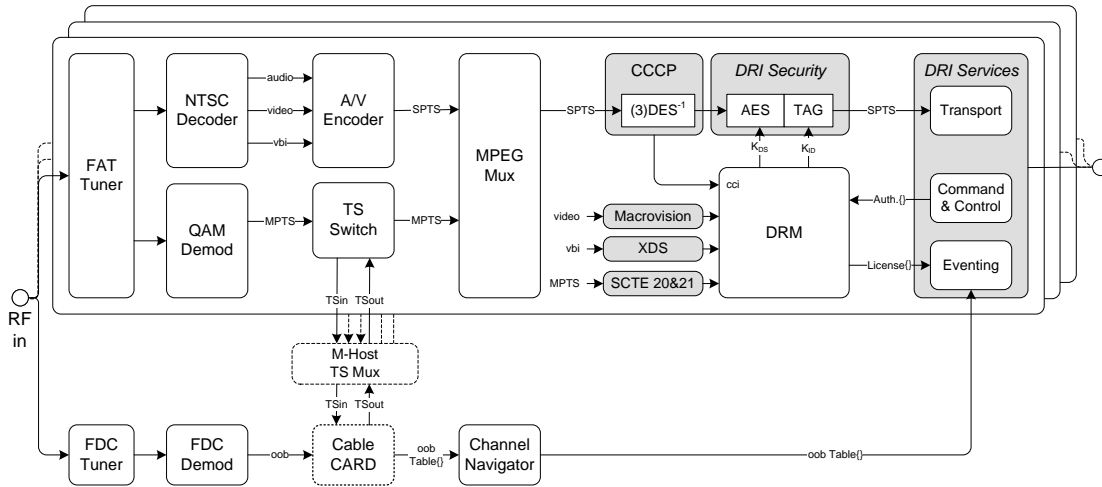 FAT
Tuner
NTSC
Decoder
audio
video
vbi
A/V
Encoder
SPTS
QAM
Demod
MPTS
TS
Switch
MPTS
MPEG
Mux
SPTS
CCCP
(3)DES⁻¹
DRI Security
AES
TAG
SPTS
K_DS
K_ID
cci
DRM
video
Macrovision
vbi
XDS
MPTS
SCTE 20&21
DRI Services
Transport
Auth.{}
Command
& Control
License{}
Eventing
RF
in
TSin
TSout
M-Host
TS Mux
TSin
TSout
FDC
Tuner
FDC
Demod
oob
Cable
CARD
oob
Table{}
Channel
Navigator
oob Table{}